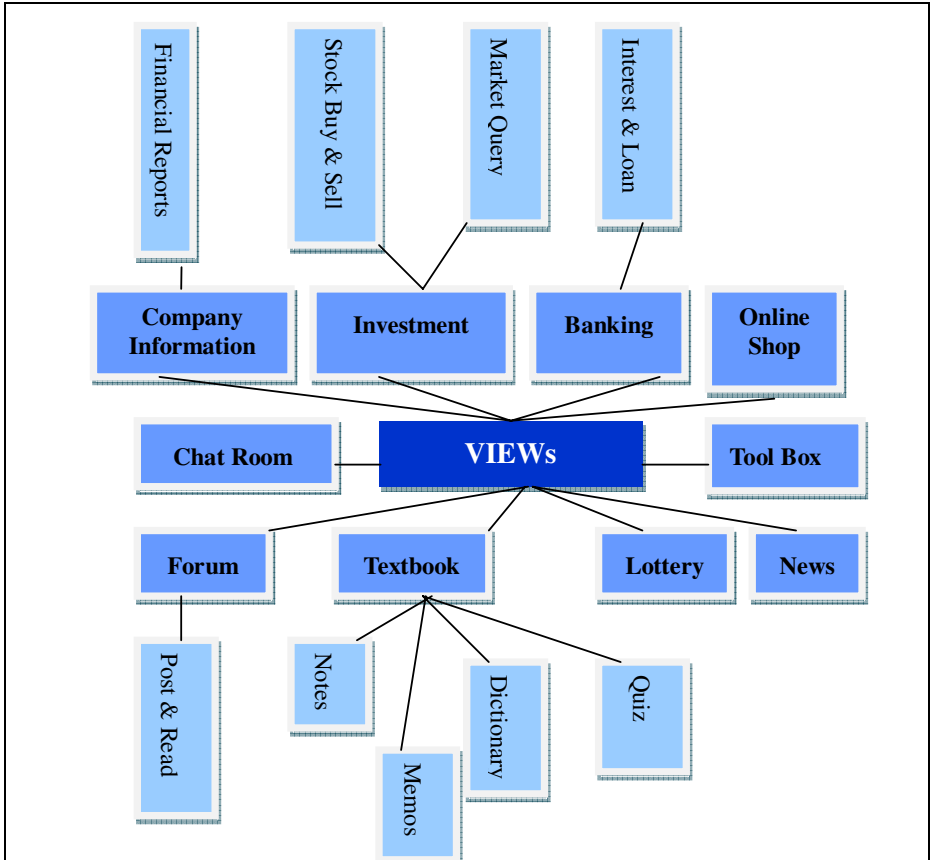 Financial Reports
Stock Buy & Sell
Market Query
Interest & Loan
Company
Information
Investment
Banking
Online
Shop
Chat Room
VIEWs
Tool Box
Forum
Textbook
Lottery
News
Post & Read
Notes
Memos
Dictionary
Quiz